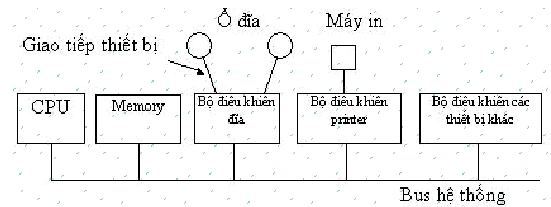 Ổ đĩa
Máy in
Giao tiếp thiết bị
CPU
Memory
Bộ điều khiển
đĩa
Bộ điều khiển
printer
Bộ điều khiển các
thiết bị khác
Bus hệ thống